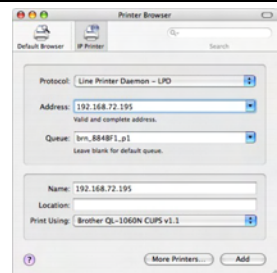 Printer Browser
Default Browser
IP Printer
Search
Protocol: Line Printer Daemon - LPD
Address: 192.168.72.195
Valid and complete address.
Queue: brn_8848F1_p1
Leave blank for default queue.
Name: 192.168.72.195
Location:
Print Using: Brother QL-1060N CUPS v1.1
?
More Printers...
Add